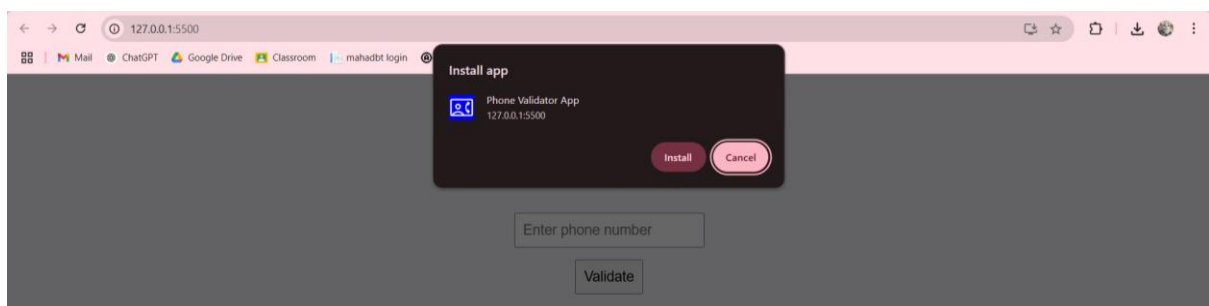 127.0.0.1:5500
Mail ChatGPT Google Drive Classroom mahadbt login
Install app
Phone Validator App
127.0.0.1:5500
Install Cancel
Enter phone number
Validate